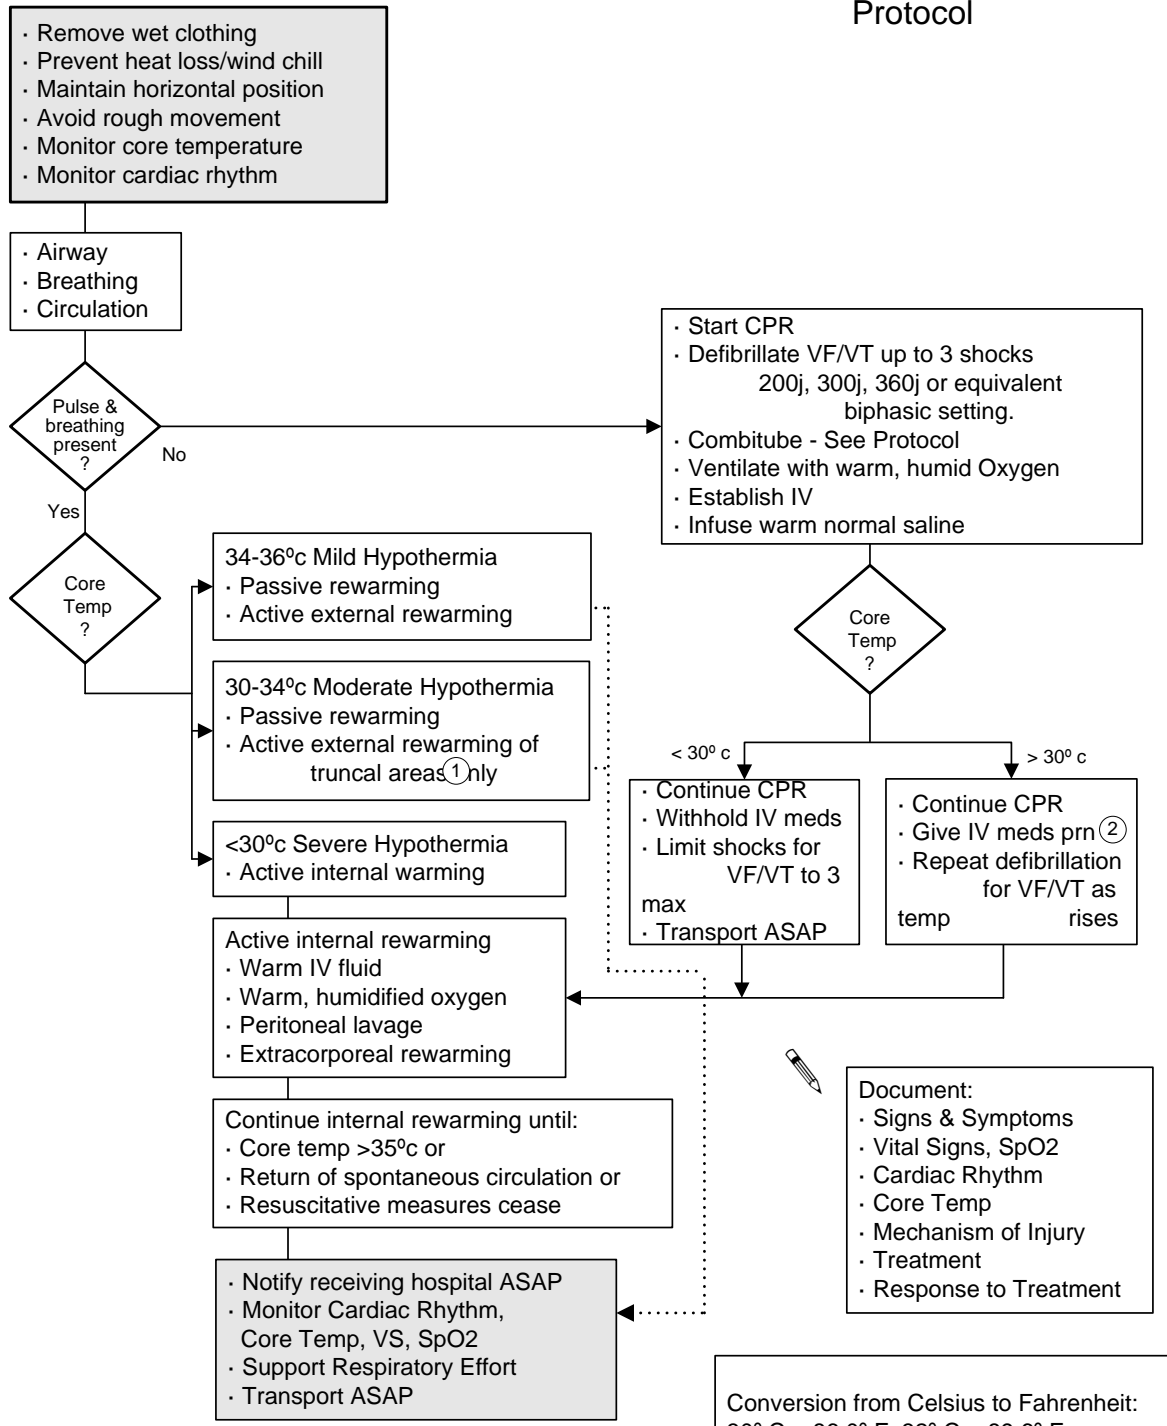 Protocol
· Remove wet clothing
· Prevent heat loss/wind chill
· Maintain horizontal position
· Avoid rough movement
· Monitor core temperature
· Monitor cardiac rhythm
· Airway
· Breathing
· Circulation
Pulse &
breathing
present
?
No
Yes
· Start CPR
· Defibrillate VF/VT up to 3 shocks
200j, 300j, 360j or equivalent
biphasic setting.
· Combitube - See Protocol
· Ventilate with warm, humid Oxygen
· Establish IV
· Infuse warm normal saline
Core
Temp
?
34-36ºc Mild Hypothermia
· Passive rewarming
· Active external rewarming
30-34ºc Moderate Hypothermia
· Passive rewarming
· Active external rewarming of
truncal areas 1 nly
<30ºc Severe Hypothermia
· Active internal warming
Core
Temp
?
< 30º c
> 30º c
· Continue CPR
· Withhold IV meds
· Limit shocks for
VF/VT to 3
max
· Transport ASAP
· Continue CPR
· Give IV meds prn 2
· Repeat defibrillation
for VF/VT as
temp rises
Active internal rewarming
· Warm IV fluid
· Warm, humidified oxygen
· Peritoneal lavage
· Extracorporeal rewarming
Continue internal rewarming until:
· Core temp >35ºc or
· Return of spontaneous circulation or
· Resuscitative measures cease
· Notify receiving hospital ASAP
· Monitor Cardiac Rhythm,
Core Temp, VS, SpO2
· Support Respiratory Effort
· Transport ASAP
Document:
· Signs & Symptoms
· Vital Signs, SpO2
· Cardiac Rhythm
· Core Temp
· Mechanism of Injury
· Treatment
· Response to Treatment
Conversion from Celsius to Fahrenheit: